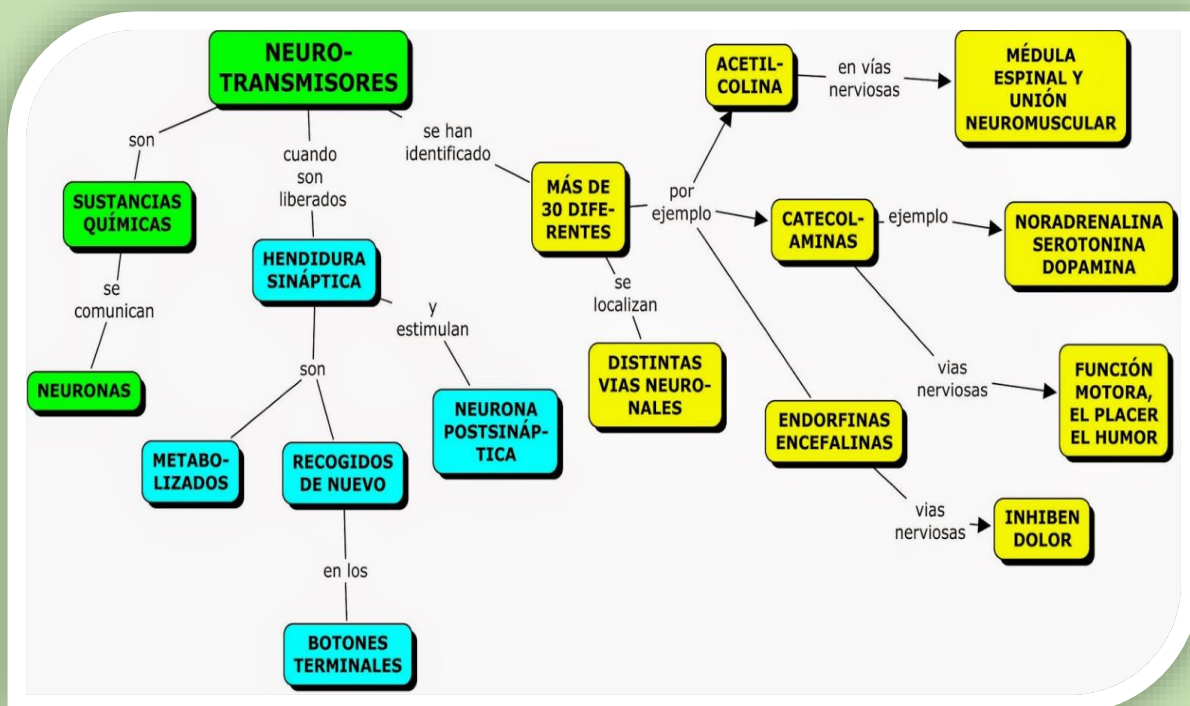 NEURO-
TRANSMISORES
son
SUSTANCIAS
QUÍMICAS
se
comunican
NEURONAS
cuando
son
liberados
HENDIDURA
SINÁPTICA
son
METABO-
LIZADOS
RECOGIDOS
DE NUEVO
en los
BOTONES
TERMINALES
y
estimulan
NEURONA
POSTSINÁP-
TICA
se han
identificado
MÁS DE
30 DIFE-
RENTES
se
localizan
DISTINTAS
VIAS NEURO-
NALES
por
ejemplo
ACETIL-
COLINA
en vías
nerviosas
MÉDULA
ESPINAL Y
UNIÓN
NEUROMUSCULAR
CATECOL-
AMINAS
ejemplo
NORADRENALINA
SEROTONINA
DOPAMINA
vias
nerviosas
FUNCIÓN
MOTORA,
EL PLACER
EL HUMOR
ENDORFINAS
ENCEFALINAS
vias
nerviosas
INHIBEN
DOLOR